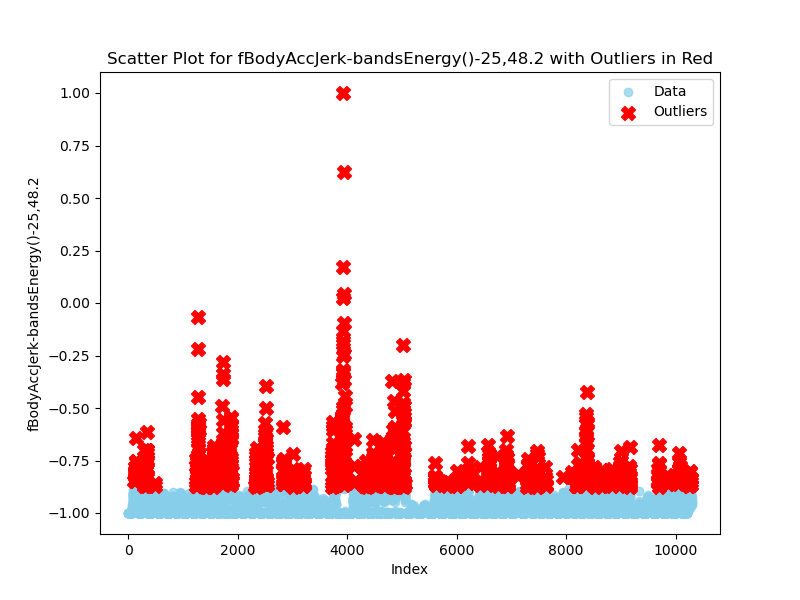 Scatter Plot for fBodyAccJerk-bandsEnergy()-25,48.2 with Outliers in Red
Data
Outliers
fBodyAccJerk-bandsEnergy()-25,48.2
1.00
0.75
0.50
0.25
0.00
−0.25
−0.50
−0.75
−1.00
0 2000 4000 6000 8000 10000
Index